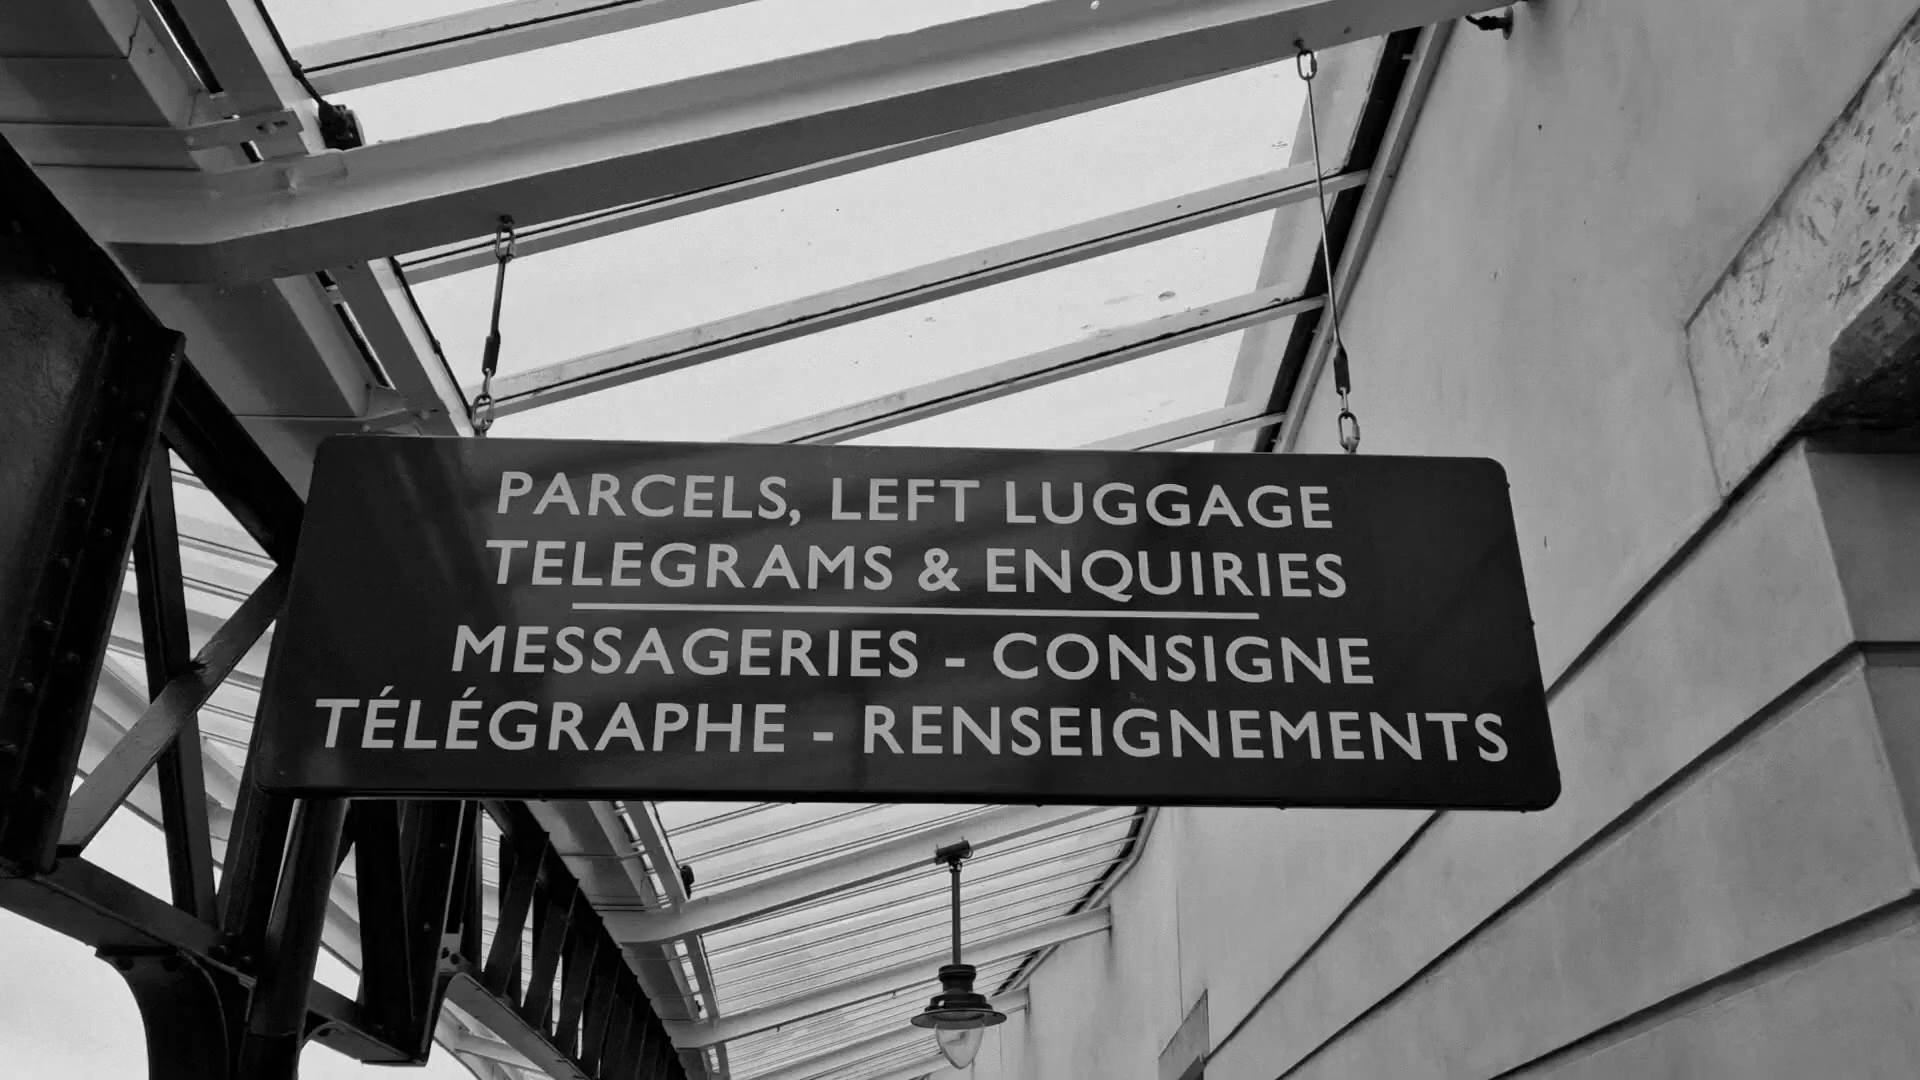 PARCELS, LEFT LUGGAGE
TELEGRAMS & ENQUIRIES
MESSAGERIES - CONSIGNE
TÉLÉGRAPHE - RENSEIGNEMENTS